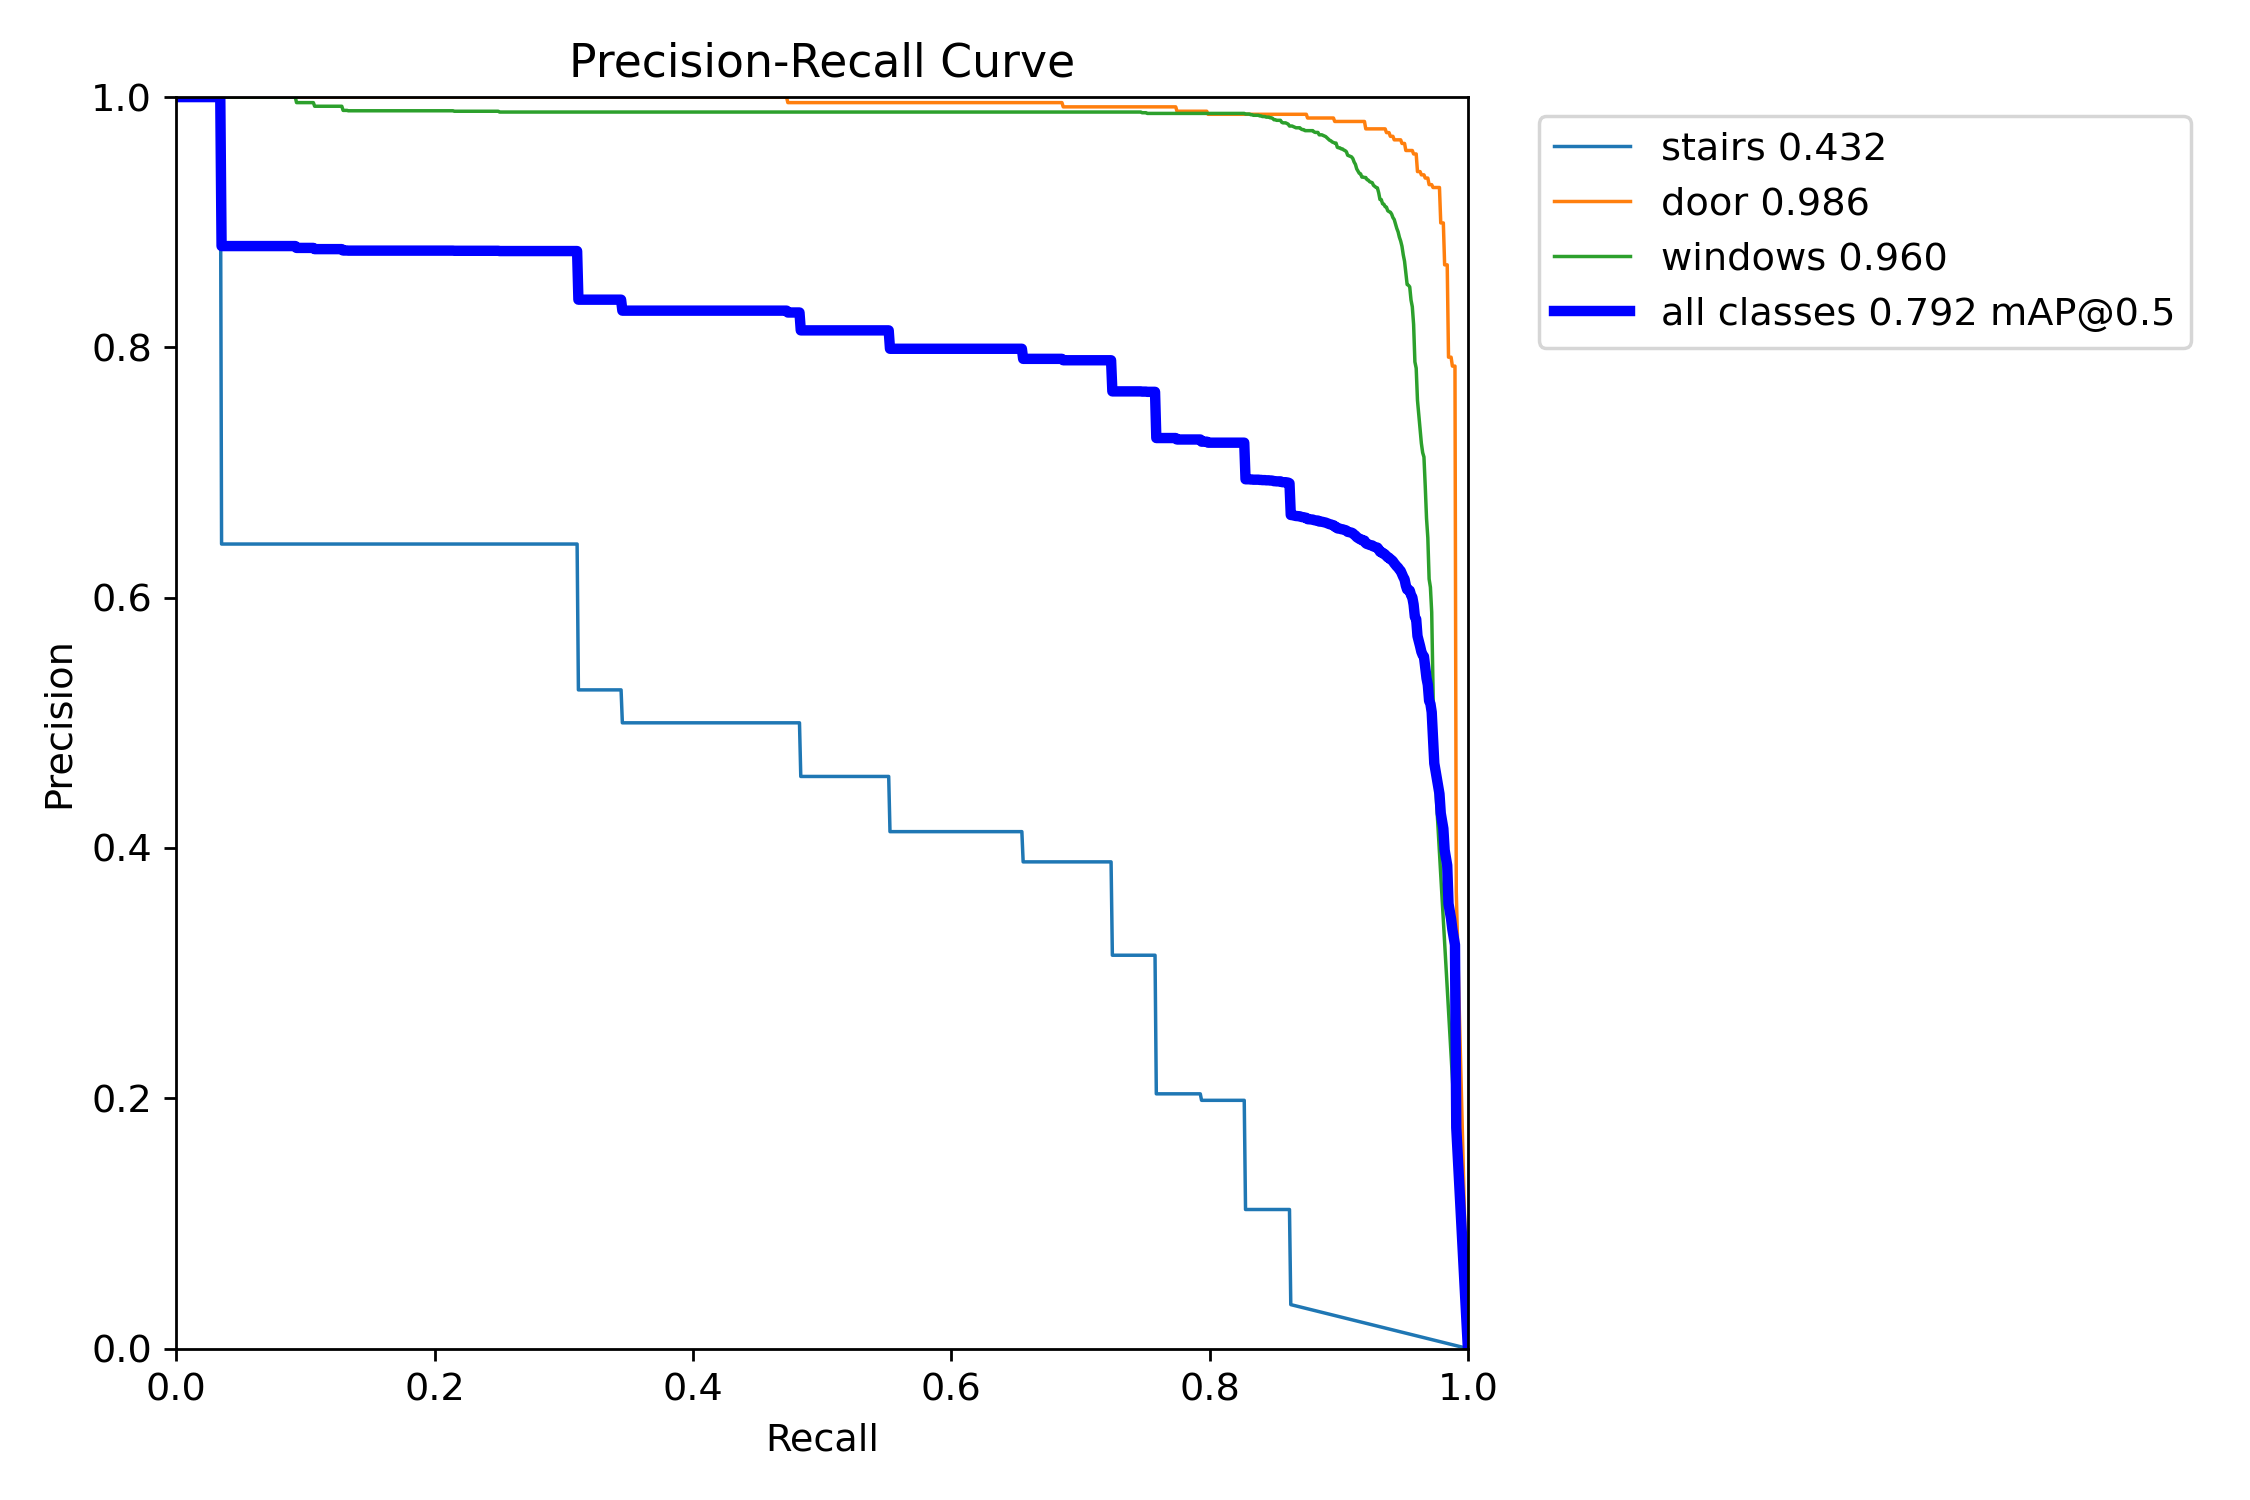 Precision-Recall Curve
1.0
0.8
0.6
0.4
0.2
0.0
Precision
0.0 0.2 0.4 0.6 0.8 1.0
Recall
stairs 0.432
door 0.986
windows 0.960
all classes 0.792 mAP@0.5